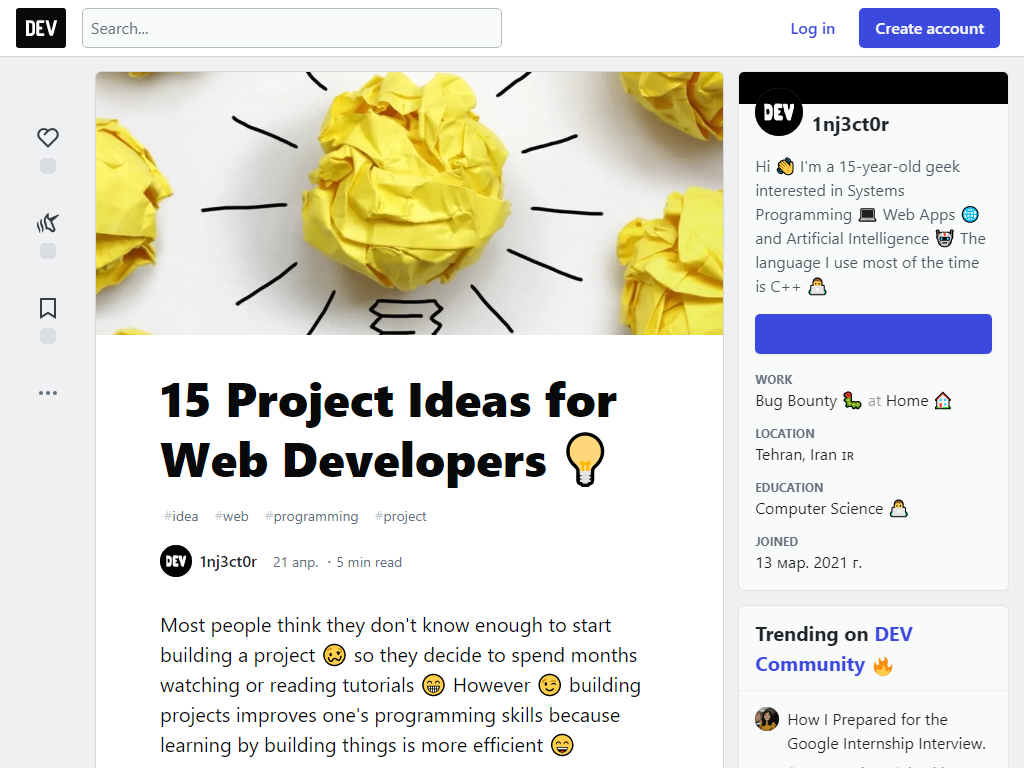 DEV
Search...
Log in
Create account
15 Project Ideas for
Web Developers 💡
#idea #web #programming #project
DEV
1nj3ct0r 21 апр. ・5 min read
Most people think they don't know enough to start
building a project 🥴 so they decide to spend months
watching or reading tutorials 😁 However 😉 building
projects improves one's programming skills because
learning by building things is more efficient 😄
DEV
1nj3ct0r
Hi 👋 I'm a 15-year-old geek
interested in Systems
Programming 💻 Web Apps 🌐
and Artificial Intelligence 🤖 The
language I use most of the time
is C++ 👨‍💻
WORK
Bug Bounty 🐛 at Home 🏠
LOCATION
Tehran, Iran 🇮🇷
EDUCATION
Computer Science 👨‍💻
JOINED
13 мар. 2021 г.
Trending on DEV
Community 🔥
How I Prepared for the
Google Internship Interview.